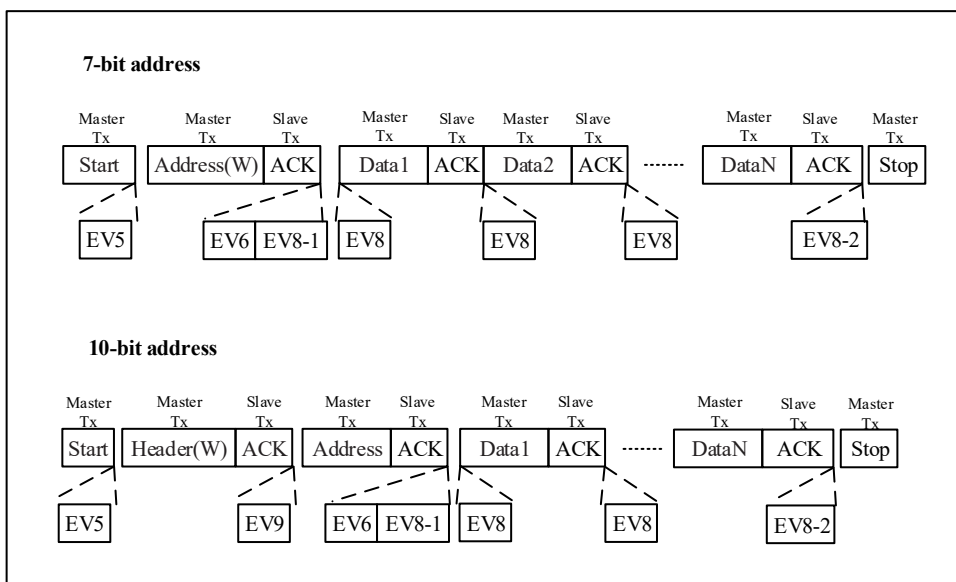 7-bit address
Master Tx Master Tx Slave Tx Master Tx Slave Tx Master Tx Slave Tx Master Tx Slave Tx Master Tx
Start Address(W) ACK Data1 ACK Data2 ACK ........ DataN ACK Stop
EV5 EV6 EV8-1 EV8 EV8 EV8 EV8-2
10-bit address
Master Tx Master Tx Slave Tx Master Tx Slave Tx Master Tx Slave Tx Master Tx Slave Tx Master Tx
Start Header(W) ACK Address ACK Data1 ACK ........ DataN ACK Stop
EV5 EV9 EV6 EV8-1 EV8 EV8 EV8-2